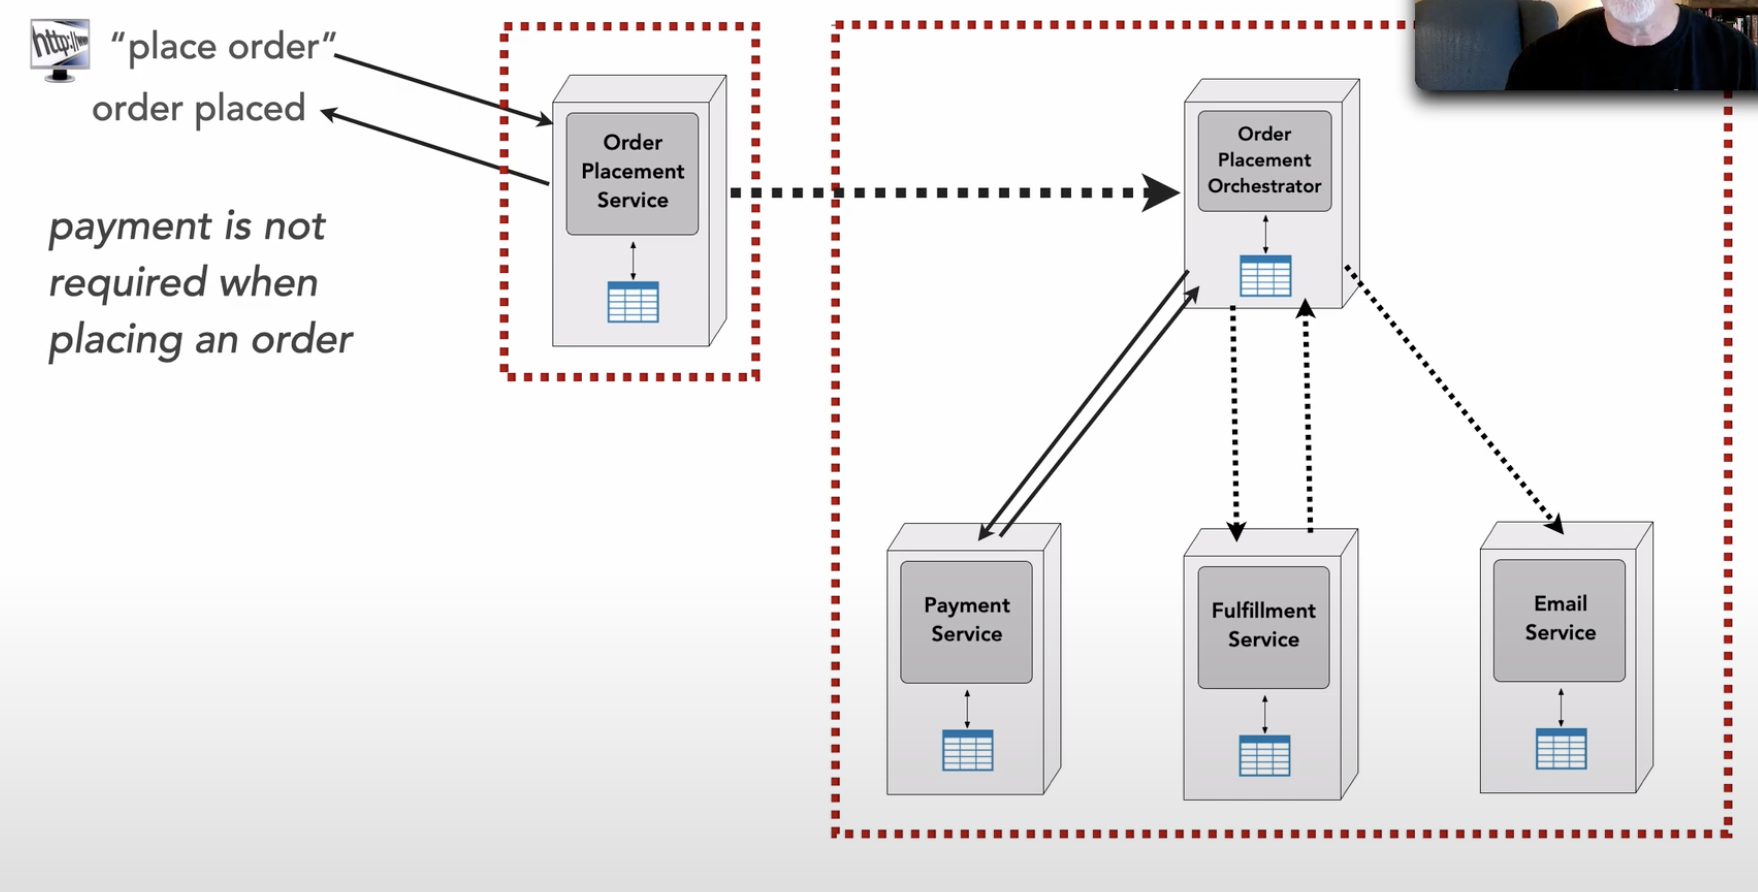 http://www
“place order”
order placed
payment is not
required when
placing an order
Order
Placement
Service
Order
Placement
Orchestrator
Payment
Service
Fulfillment
Service
Email
Service